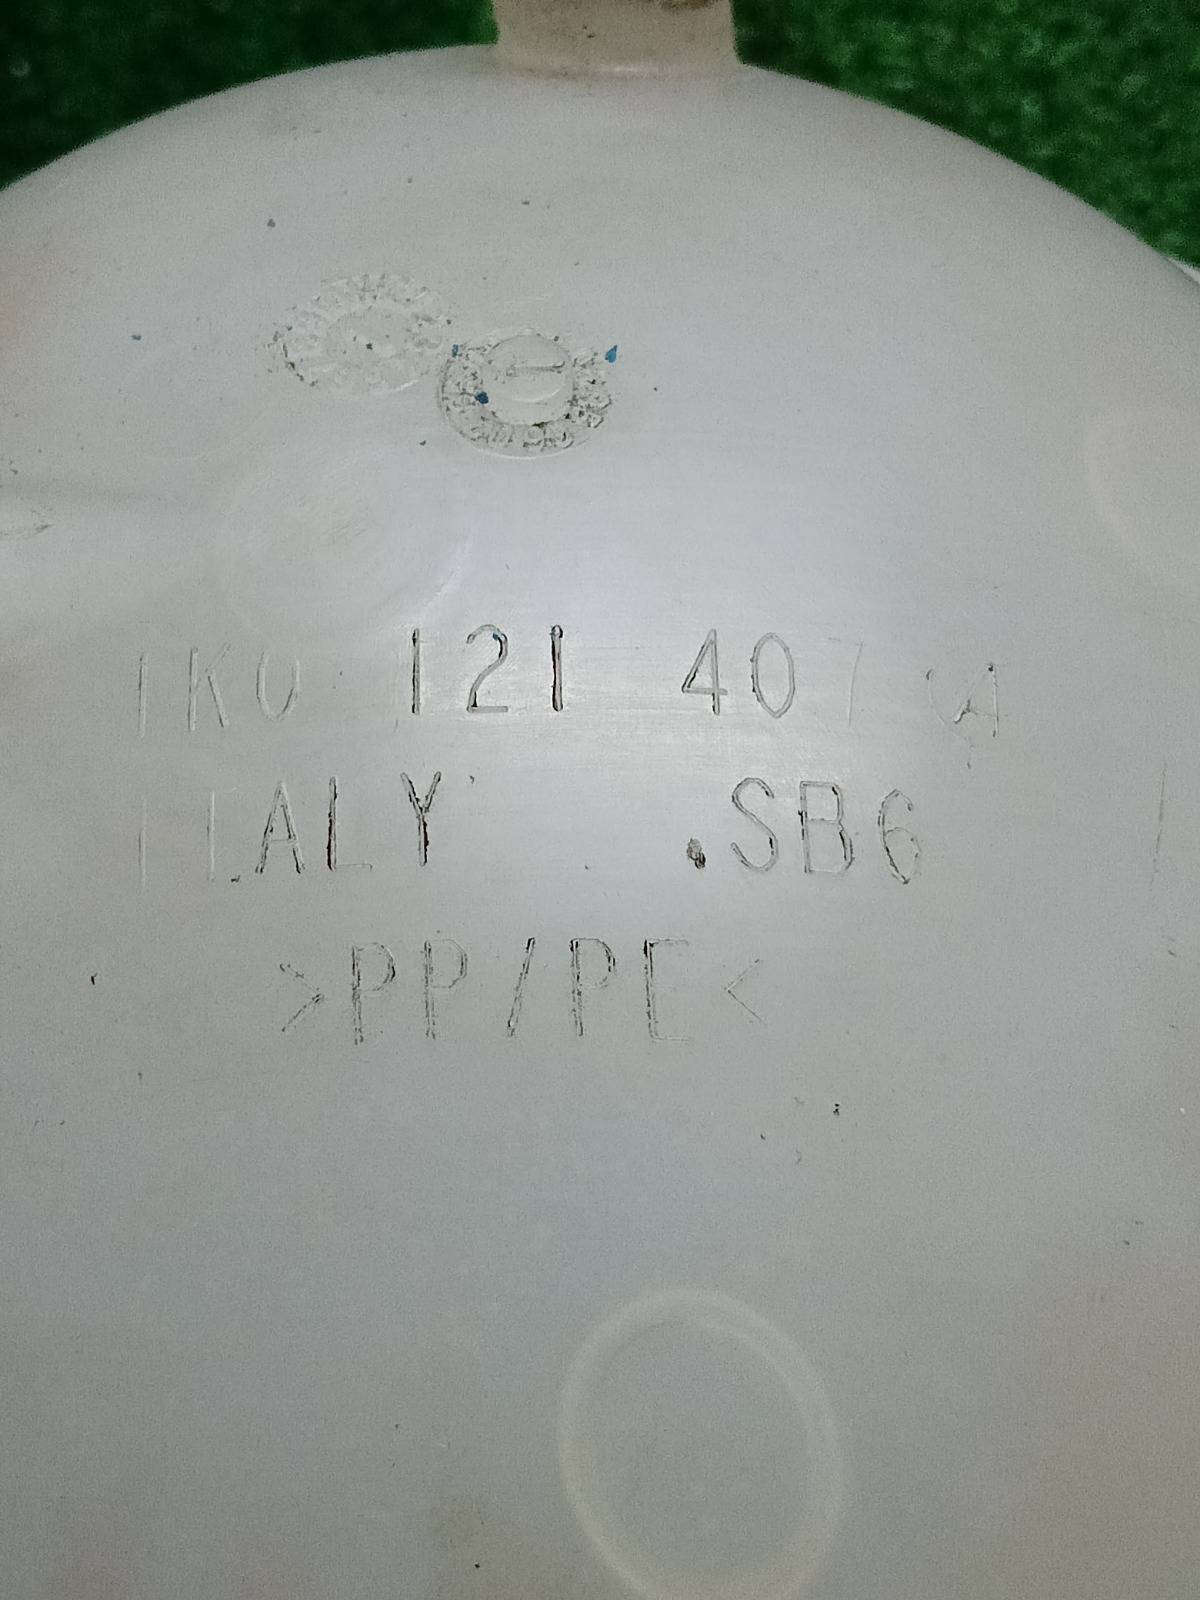 1K0 121 407 A
ITALY .SB6
>PP/PE<